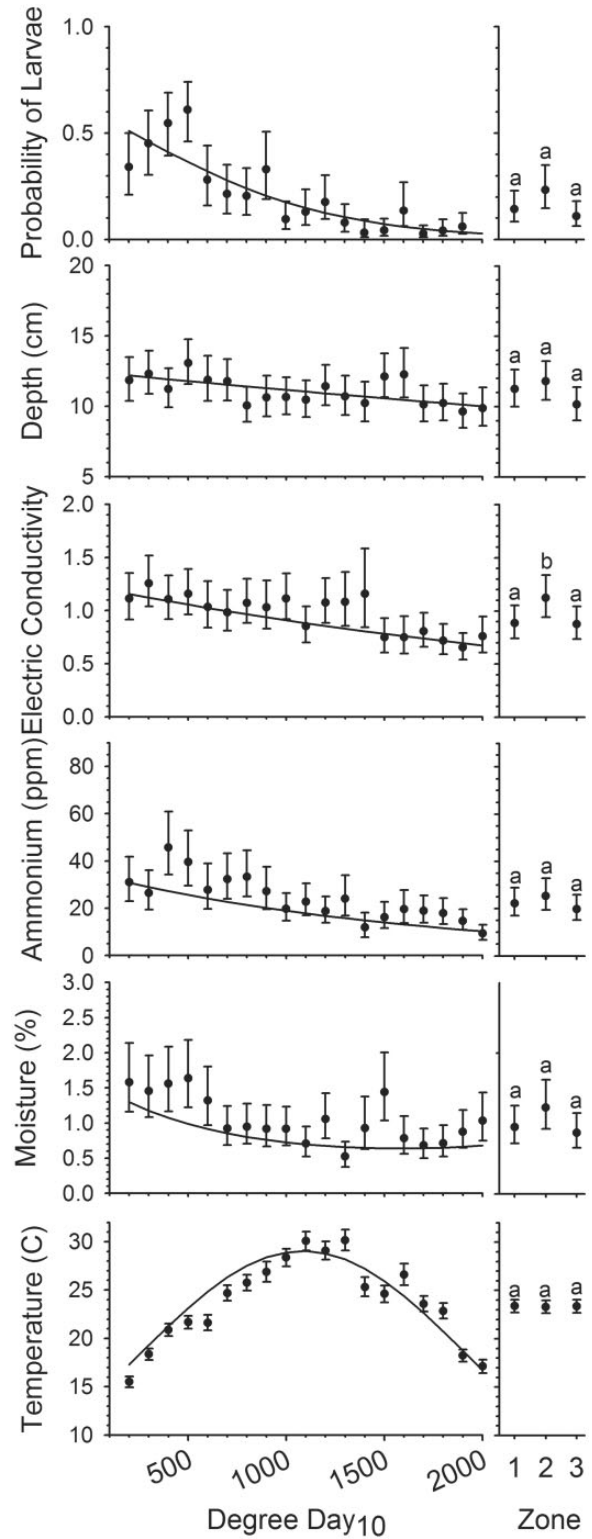 Probability of Larvae
1.0
0.5
0.0
a a a
Depth (cm)
20
15
10
5
a a a
Electric Conductivity
2.0
1.5
1.0
0.5
0.0
a b a
Ammonium (ppm)
80
60
40
20
0
a a a
Moisture (%)
3.0
2.5
2.0
1.5
1.0
0.5
0.0
a a a
Temperature (C)
30
25
20
15
10
a a a
500 1000 1500 2000 1 2 3
Degree Day10 Zone